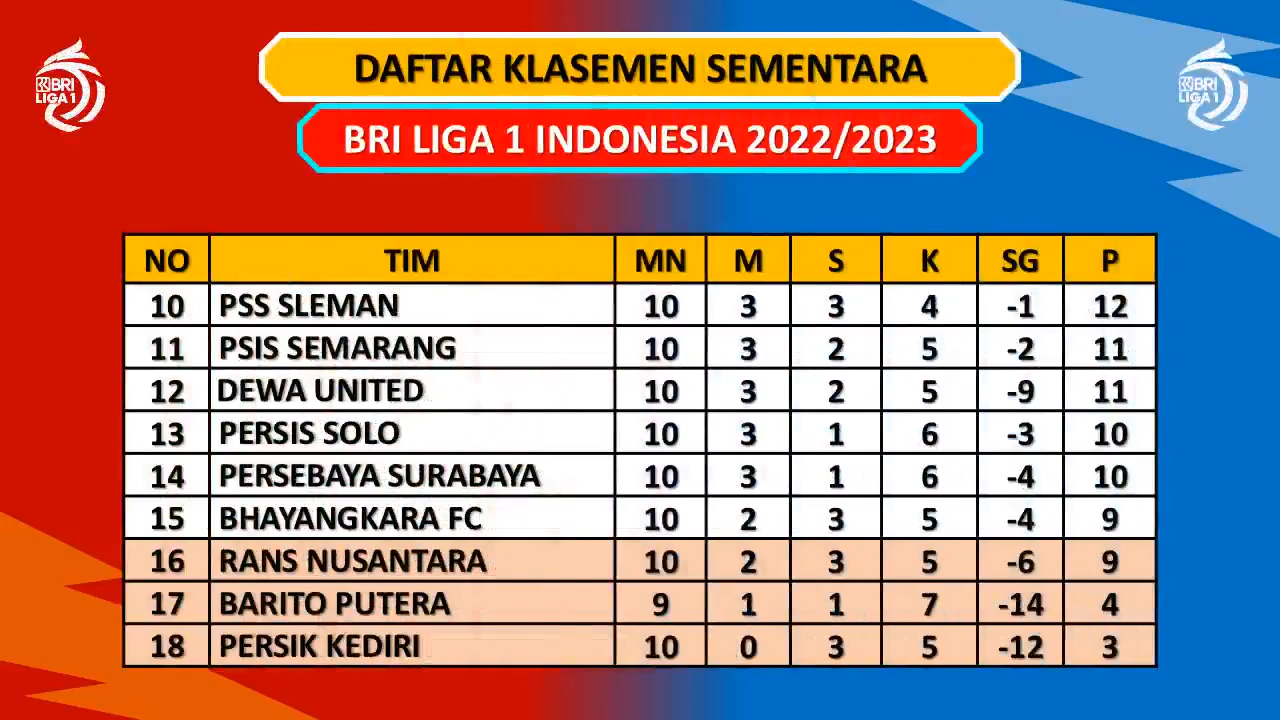 BRI
LIGA 1
DAFTAR KLASEMEN SEMENTARA
BRI LIGA 1 INDONESIA 2022/2023
BRI
LIGA 1
NO TIM MN M S K SG P
10 PSS SLEMAN 10 3 3 4 -1 12
11 PSIS SEMARANG 10 3 2 5 -2 11
12 DEWA UNITED 10 3 2 5 -9 11
13 PERSIS SOLO 10 3 1 6 -3 10
14 PERSEBAYA SURABAYA 10 3 1 6 -4 10
15 BHAYANGKARA FC 10 2 3 5 -4 9
16 RANS NUSANTARA 10 2 3 5 -6 9
17 BARITO PUTERA 9 1 1 7 -14 4
18 PERSIK KEDIRI 10 0 3 5 -12 3